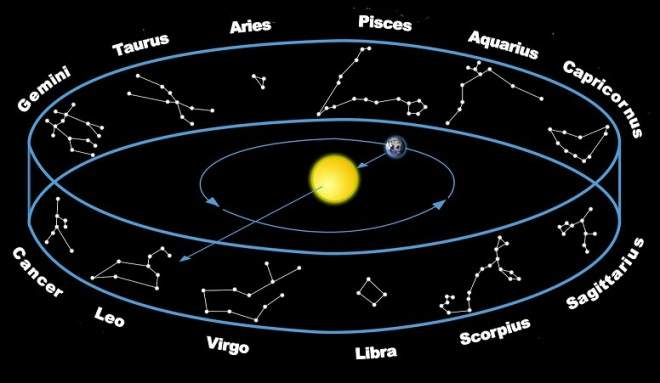 Gemini
Taurus
Aries
Pisces
Aquarius
Capricornus
Cancer
Leo
Virgo
Libra
Scorpius
Sagittarius